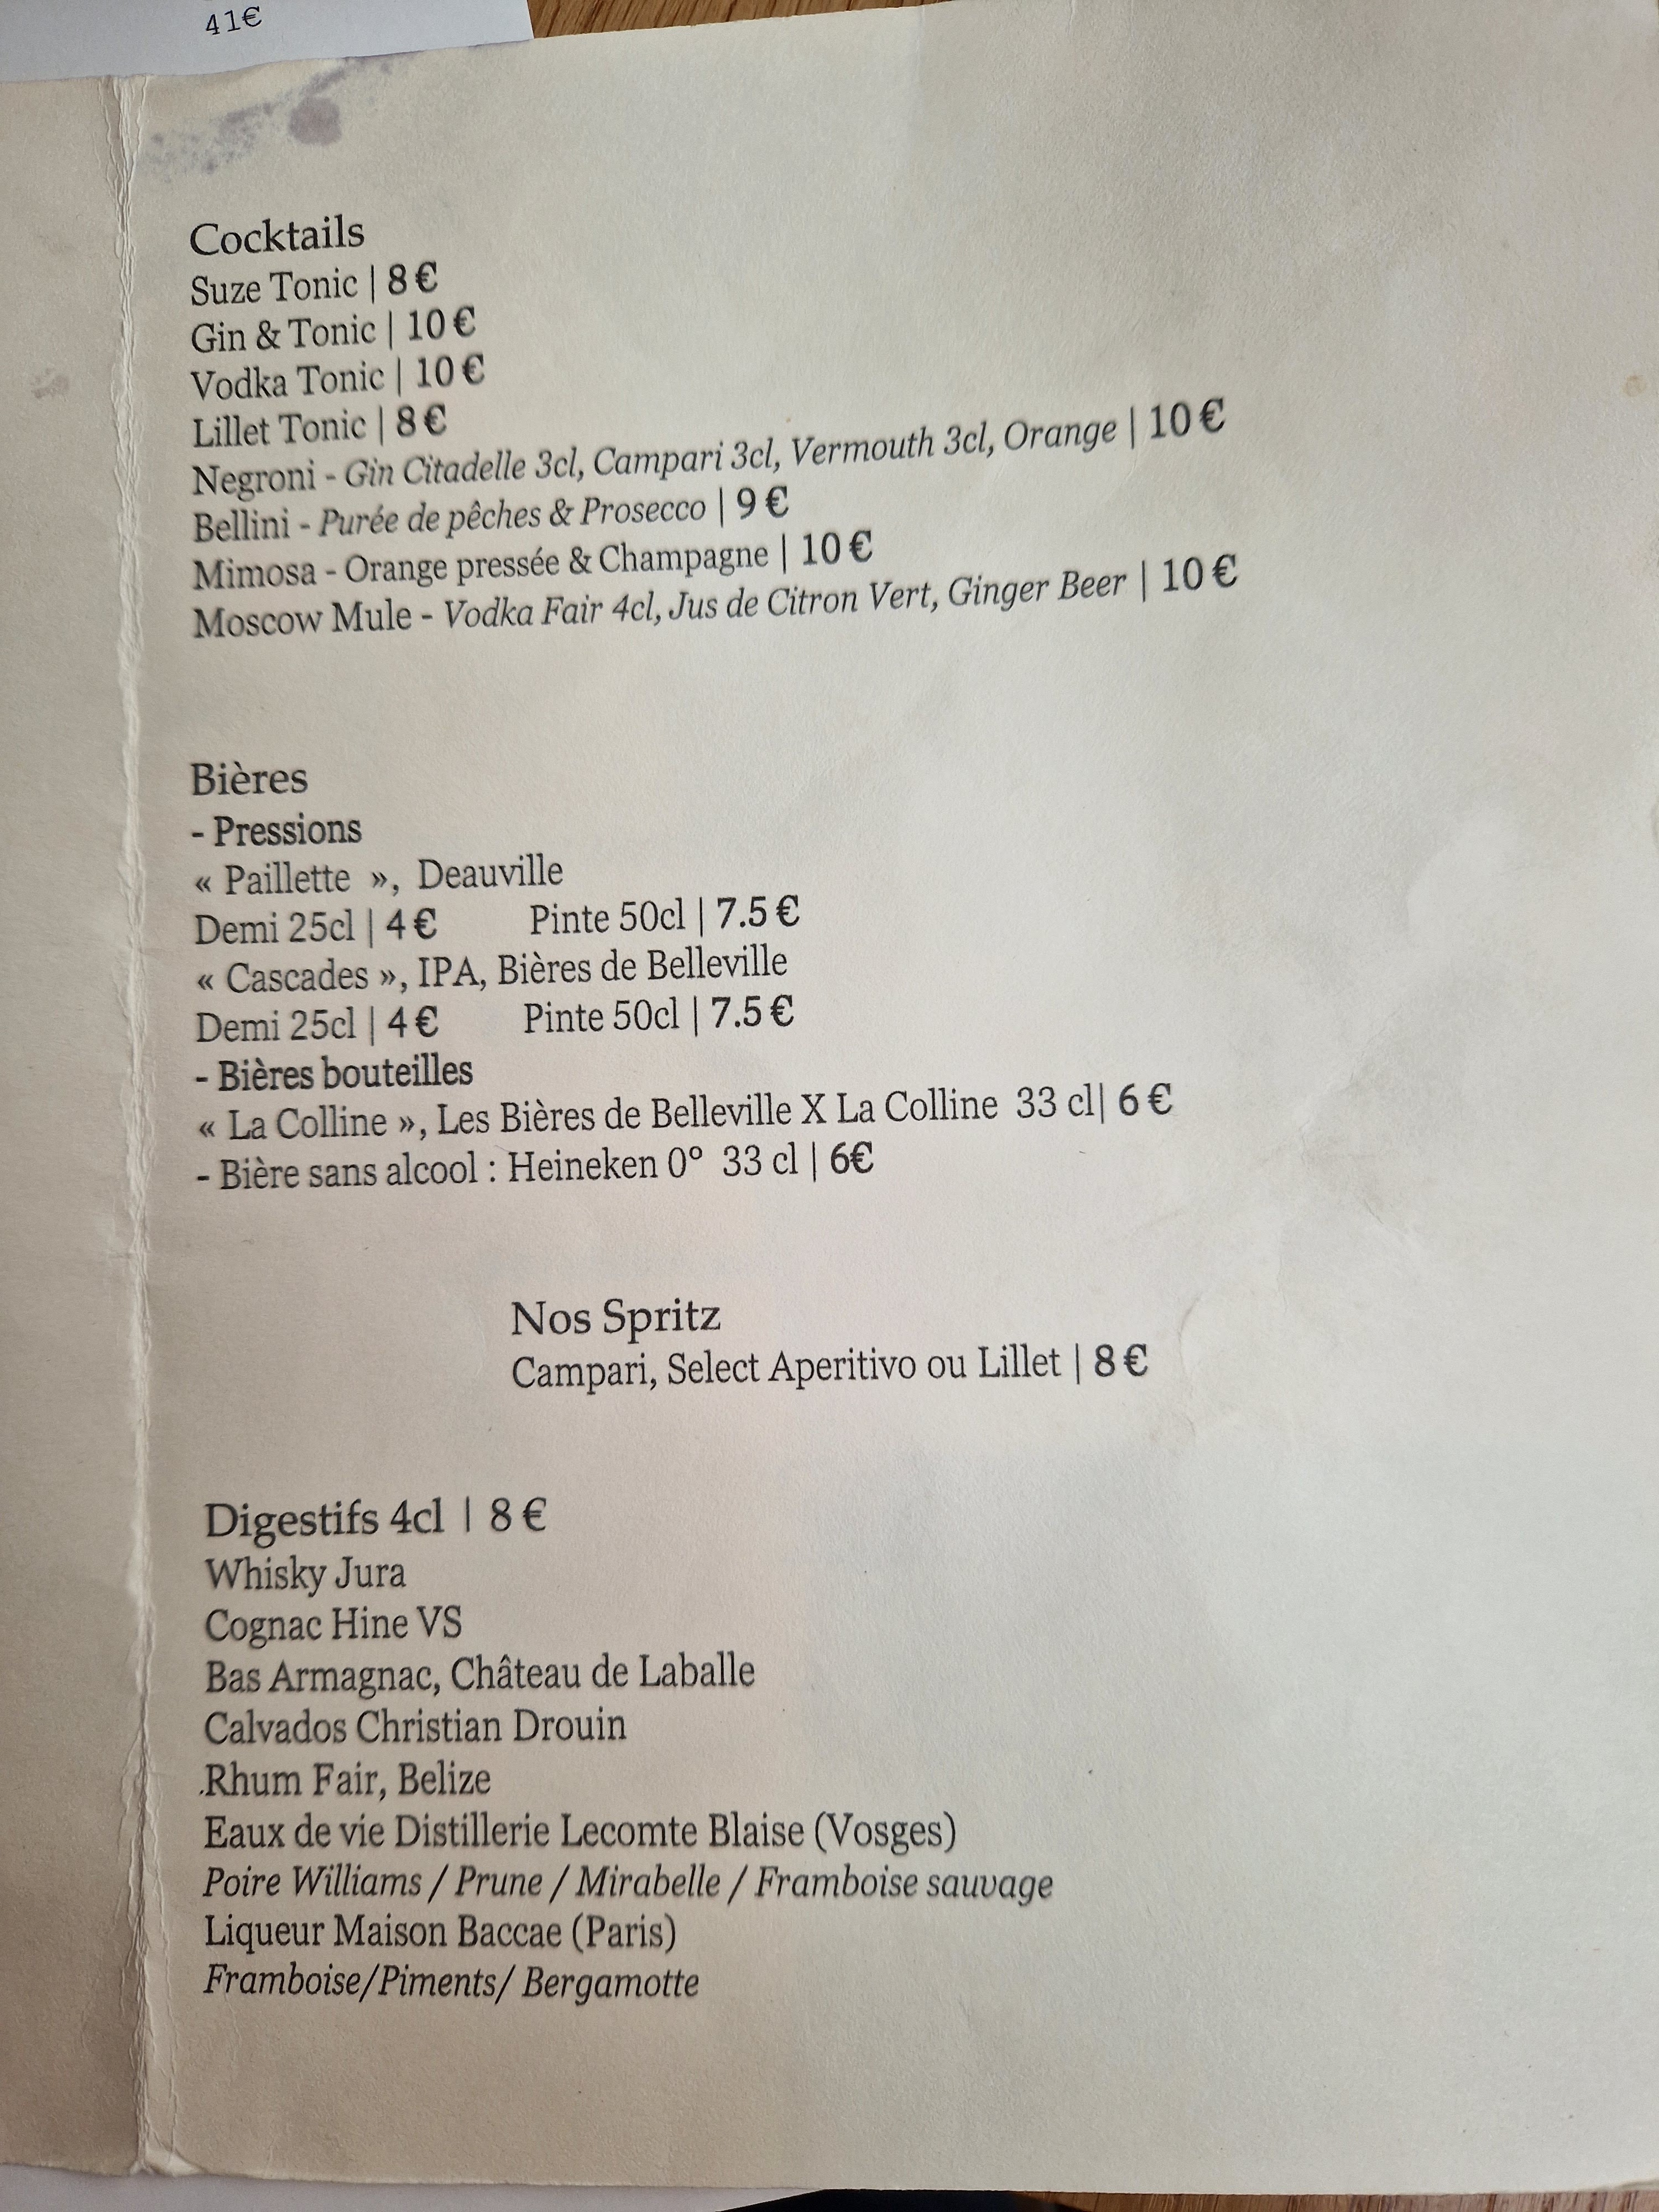 41€
Cocktails
Suze Tonic | 8 €
Gin & Tonic | 10 €
Vodka Tonic | 10 €
Lillet Tonic | 8 €
Negroni - Gin Citadelle 3cl, Campari 3cl, Vermouth 3cl, Orange | 10 €
Bellini - Purée de pêches & Prosecco | 9 €
Mimosa - Orange pressée & Champagne | 10 €
Moscow Mule - Vodka Fair 4cl, Jus de Citron Vert, Ginger Beer | 10 €
Bières
- Pressions
« Paillette », Deauville
Demi 25cl | 4 € Pinte 50cl | 7.5 €
« Cascades », IPA, Bières de Belleville
Demi 25cl | 4 € Pinte 50cl | 7.5 €
- Bières bouteilles
« La Colline », Les Bières de Belleville X La Colline 33 cl| 6 €
- Bière sans alcool : Heineken 0° 33 cl | 6€
Nos Spritz
Campari, Select Aperitivo ou Lillet | 8 €
Digestifs 4cl | 8 €
Whisky Jura
Cognac Hine VS
Bas Armagnac, Château de Laballe
Calvados Christian Drouin
.Rhum Fair, Belize
Eaux de vie Distillerie Lecomte Blaise (Vosges)
Poire Williams / Prune / Mirabelle / Framboise sauvage
Liqueur Maison Baccae (Paris)
Framboise/Piments/ Bergamotte